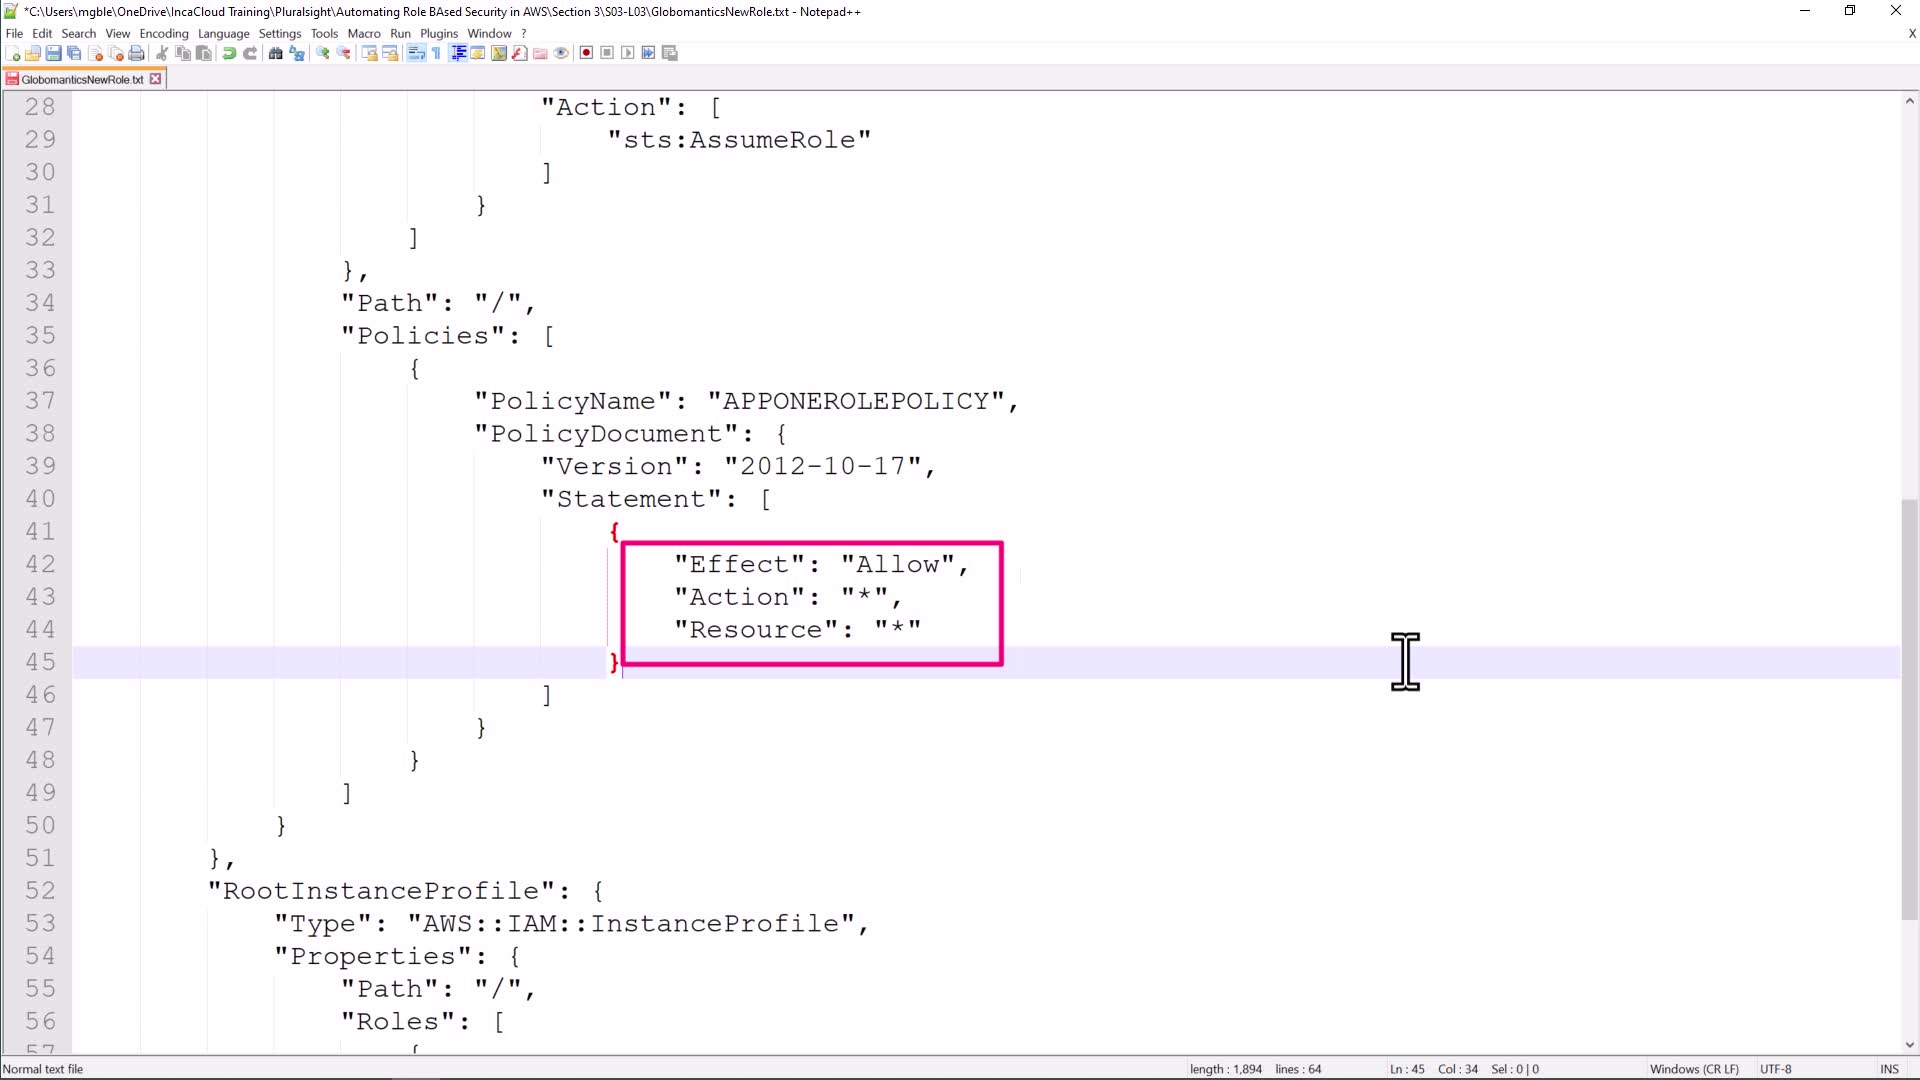 *C:\Users\mgble\OneDrive\IncaCloud Training\Pluralsight\Automating Role BAsed Security in AWS\Section 3\S03-L03\GlobomanticsNewRole.txt - Notepad++
File Edit Search View Encoding Language Settings Tools Macro Run Plugins Window ? X
GlobomanticsNewRole.txt
28 "Action": [
29 "sts:AssumeRole"
30 ]
31 }
32 ]
33 },
34 "Path": "/",
35 "Policies": [
36 {
37 "PolicyName": "APPONEROLEPOLICY",
38 "PolicyDocument": {
39 "Version": "2012-10-17",
40 "Statement": [
41 {
42 "Effect": "Allow",
43 "Action": "*",
44 "Resource": "*"
45 }
46 ]
47 }
48 }
49 ]
50 }
51 },
52 "RootInstanceProfile": {
53 "Type": "AWS::IAM::InstanceProfile",
54 "Properties": {
55 "Path": "/",
56 "Roles": [
57 {
Normal text file length : 1,894 lines : 64 Ln : 45 Col : 34 Sel : 0 | 0 Windows (CR LF) UTF-8 INS